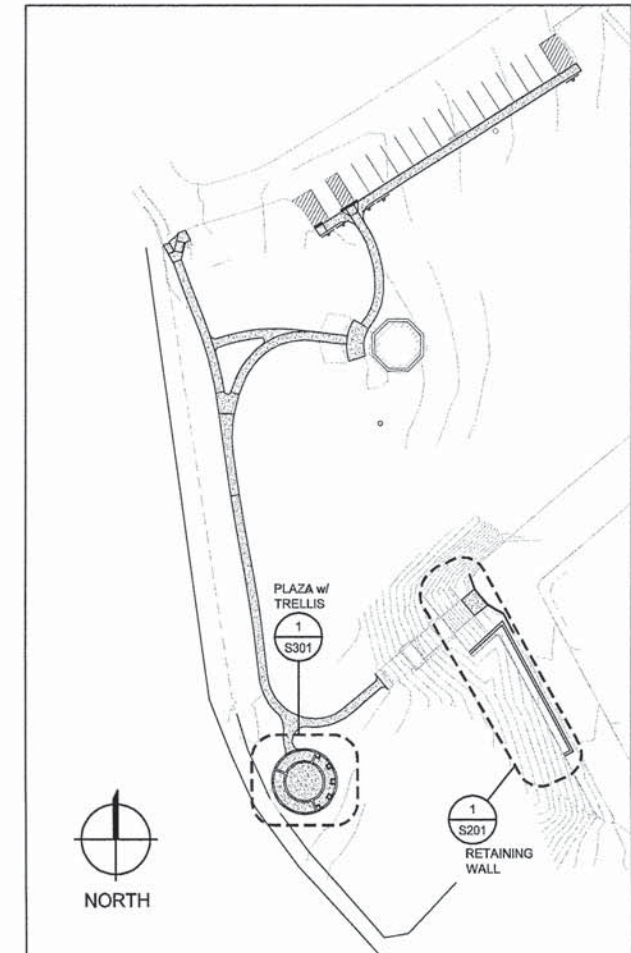 PLAZA w/
TRELLIS
1
S301
1
S201
RETAINING
WALL
NORTH